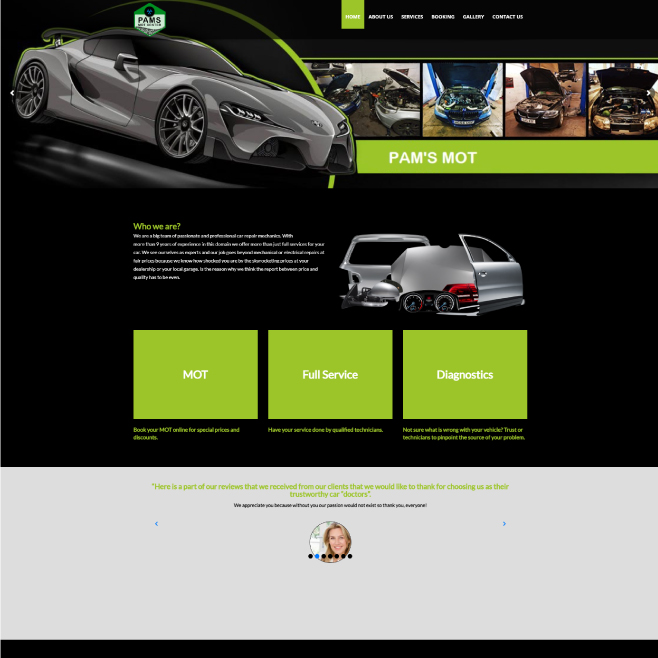 PAMS
MOT CENTER
HOME ABOUT US SERVICES BOOKING GALLERY CONTACT US
PAM'S MOT
Who we are?
We are a big team of passionate and professional car repair mechanics. With
more than 9 years of experience in this domain we offer more than just full services for your
car. We see ourselves as experts and our job goes beyond mechanical or electrical repairs at
fair prices because we know how shocked you are by the skyrocketing prices at your
dealership or your local garage. Is the reason why we think the report between price and
quality has to be even.
MOT
Full Service
Diagnostics
Book your MOT online for special prices and
discounts.
Have your service done by qualified technicians.
Not sure what is wrong with your vehicle? Trust or
technicians to pinpoint the source of your problem.
"Here is a part of our reviews that we received from our clients that we would like to thank for choosing us as their
trustworthy car "doctors".
We appreciate you because without you our passion would not exist so thank you, everyone!